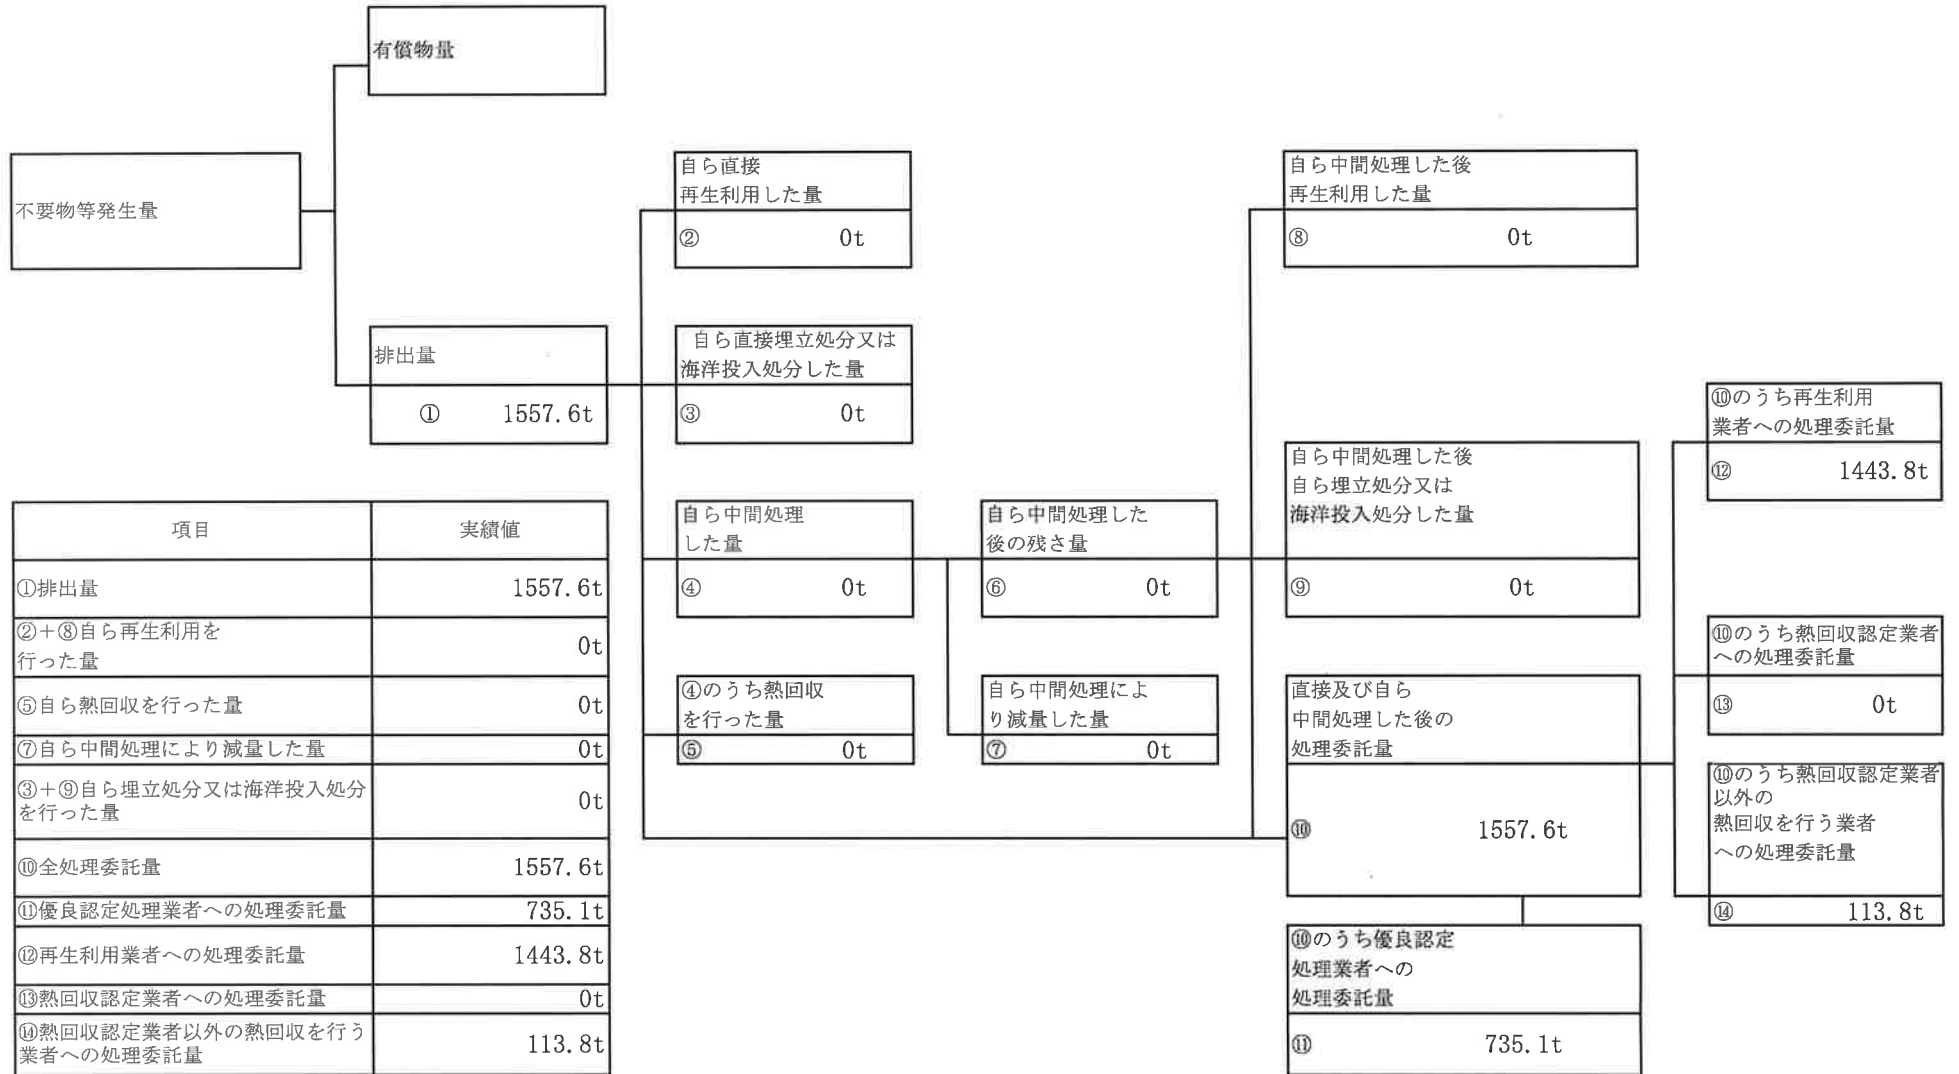 有償物量
不要物等発生量
排出量
① 1557.6t
自ら直接
再生利用した量
② 0t
自ら直接埋立処分又は
海洋投入処分した量
③ 0t
自ら中間処理
した量
④ 0t
④のうち熱回収
を行った量
⑤ 0t
自ら中間処理した
後の残さ量
⑥ 0t
自ら中間処理によ
り減量した量
⑦ 0t
自ら中間処理した後
再生利用した量
⑧ 0t
自ら中間処理した後
自ら埋立処分又は
海洋投入処分した量
⑨ 0t
直接及び自ら
中間処理した後の
処理委託量
⑩ 1557.6t
⑩のうち優良認定
処理業者への
処理委託量
⑪ 735.1t
⑩のうち再生利用
業者への処理委託量
⑫ 1443.8t
⑩のうち熱回収認定業者
への処理委託量
⑬ 0t
⑩のうち熱回収認定業者
以外の
熱回収を行う業者
への処理委託量
⑭ 113.8t
項目 実績値
①排出量 1557.6t
②+⑧自ら再生利用を
行った量 0t
⑤自ら熱回収を行った量 0t
⑦自ら中間処理により減量した量 0t
③+⑨自ら埋立処分又は海洋投入処分
を行った量 0t
⑩全処理委託量 1557.6t
⑪優良認定処理業者への処理委託量 735.1t
⑫再生利用業者への処理委託量 1443.8t
⑬熱回収認定業者への処理委託量 0t
⑭熱回収認定業者以外の熱回収を行う
業者への処理委託量 113.8t